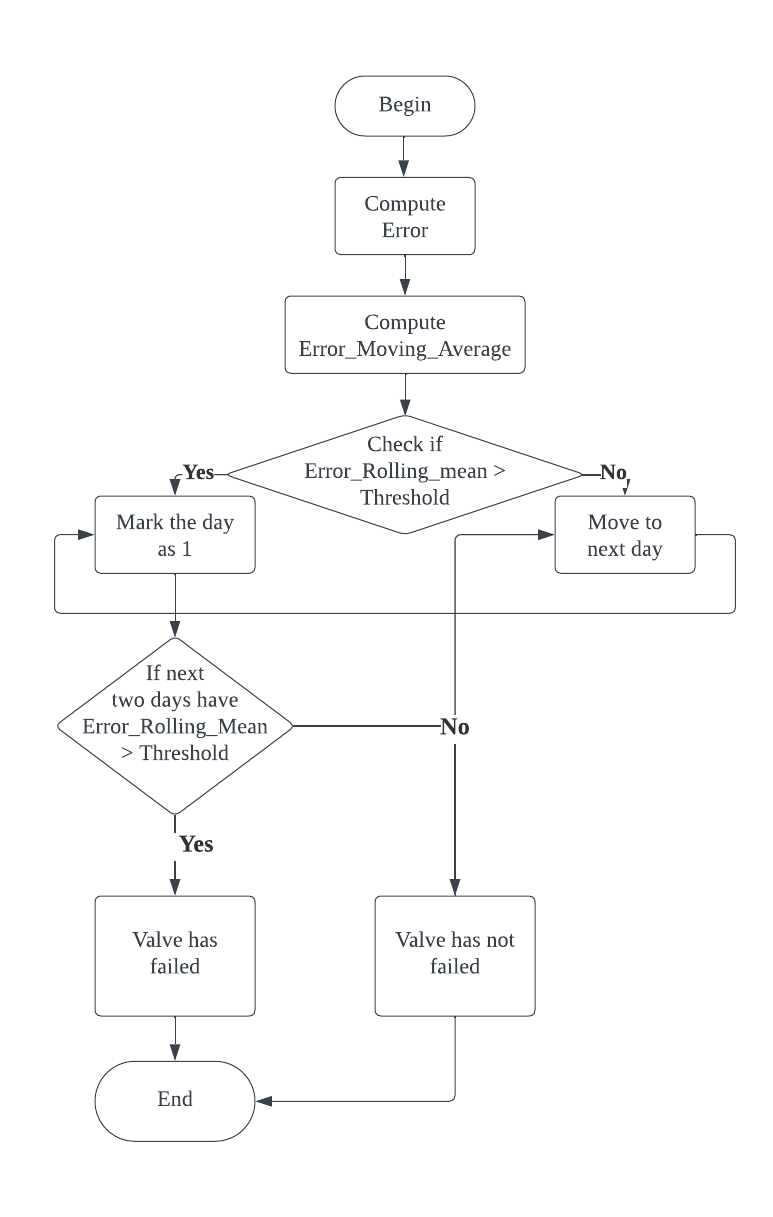 Begin
Compute
Error
Compute
Error_Moving_Average
Check if
Error_Rolling_mean >
Threshold
Yes
No
Mark the day
as 1
Move to
next day
If next
two days have
Error_Rolling_Mean
> Threshold
No
Yes
Valve has
failed
Valve has not
failed
End